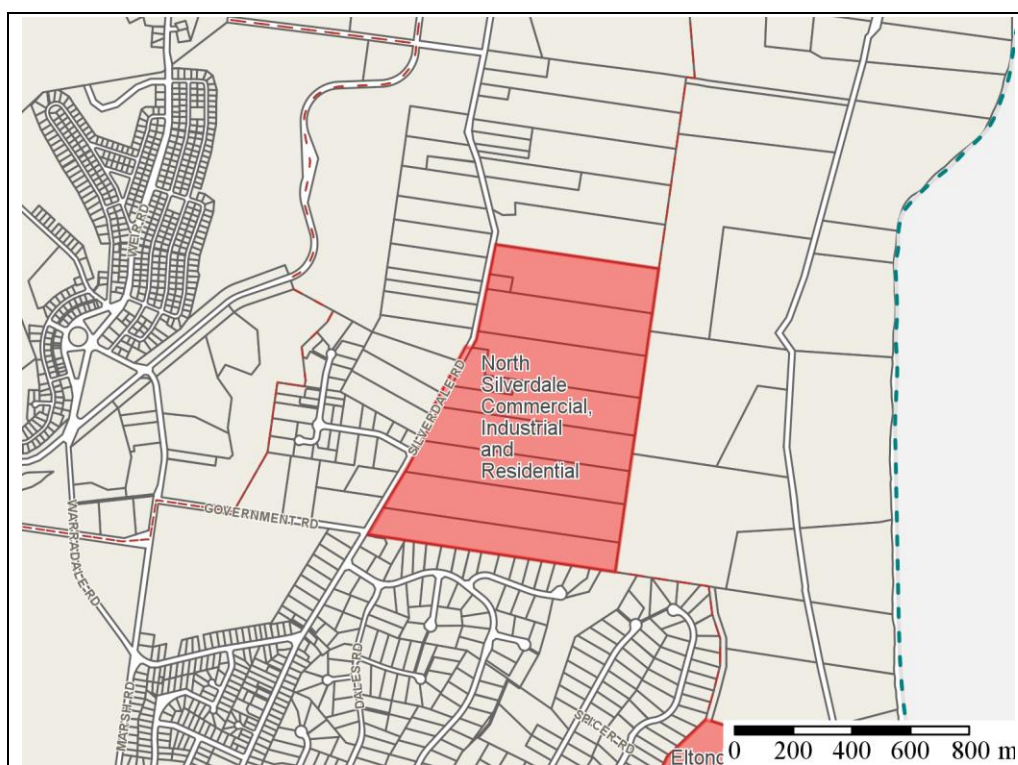 WEIR RD
SILVERDALE RD
North
Silverdale
Commercial,
Industrial
and
Residential
GOVERNMENT RD
WARRADALE RD
DALES RD
MARSH RD
SPICER RD
Eltond
0 200 400 600 800 m